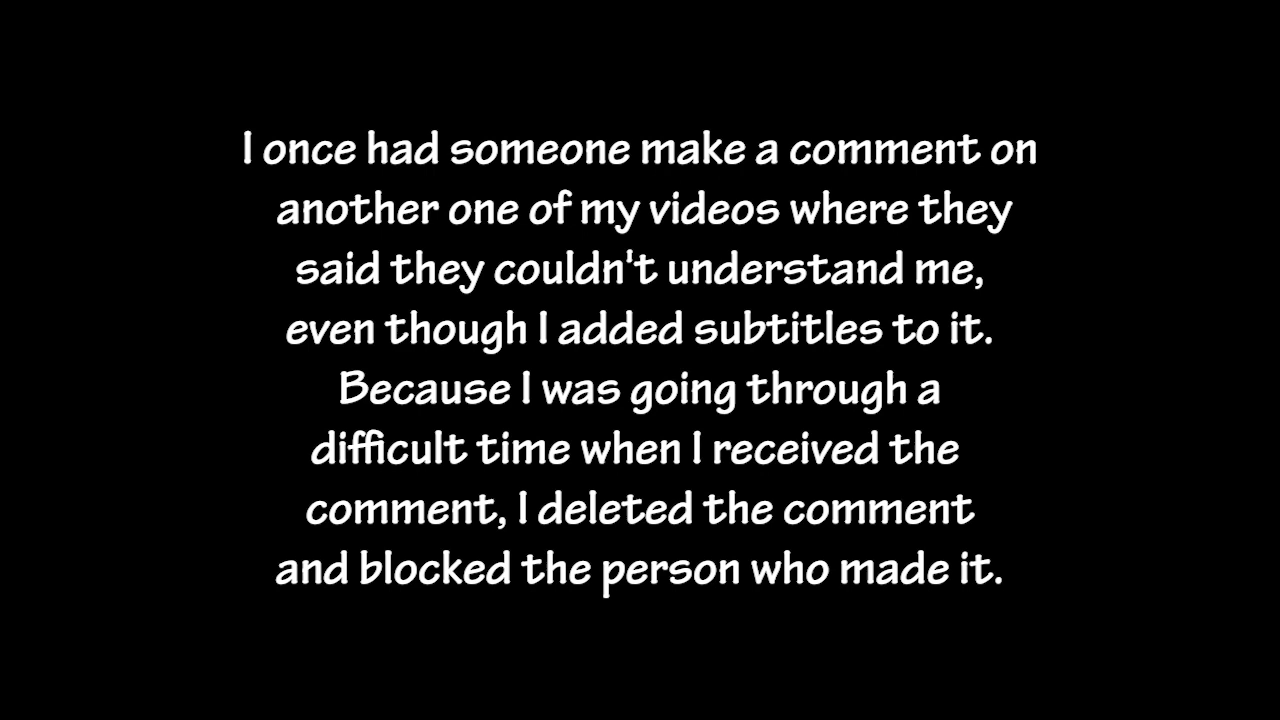 I once had someone make a comment on
another one of my videos where they
said they couldn't understand me,
even though I added subtitles to it.
Because I was going through a
difficult time when I received the
comment, I deleted the comment
and blocked the person who made it.